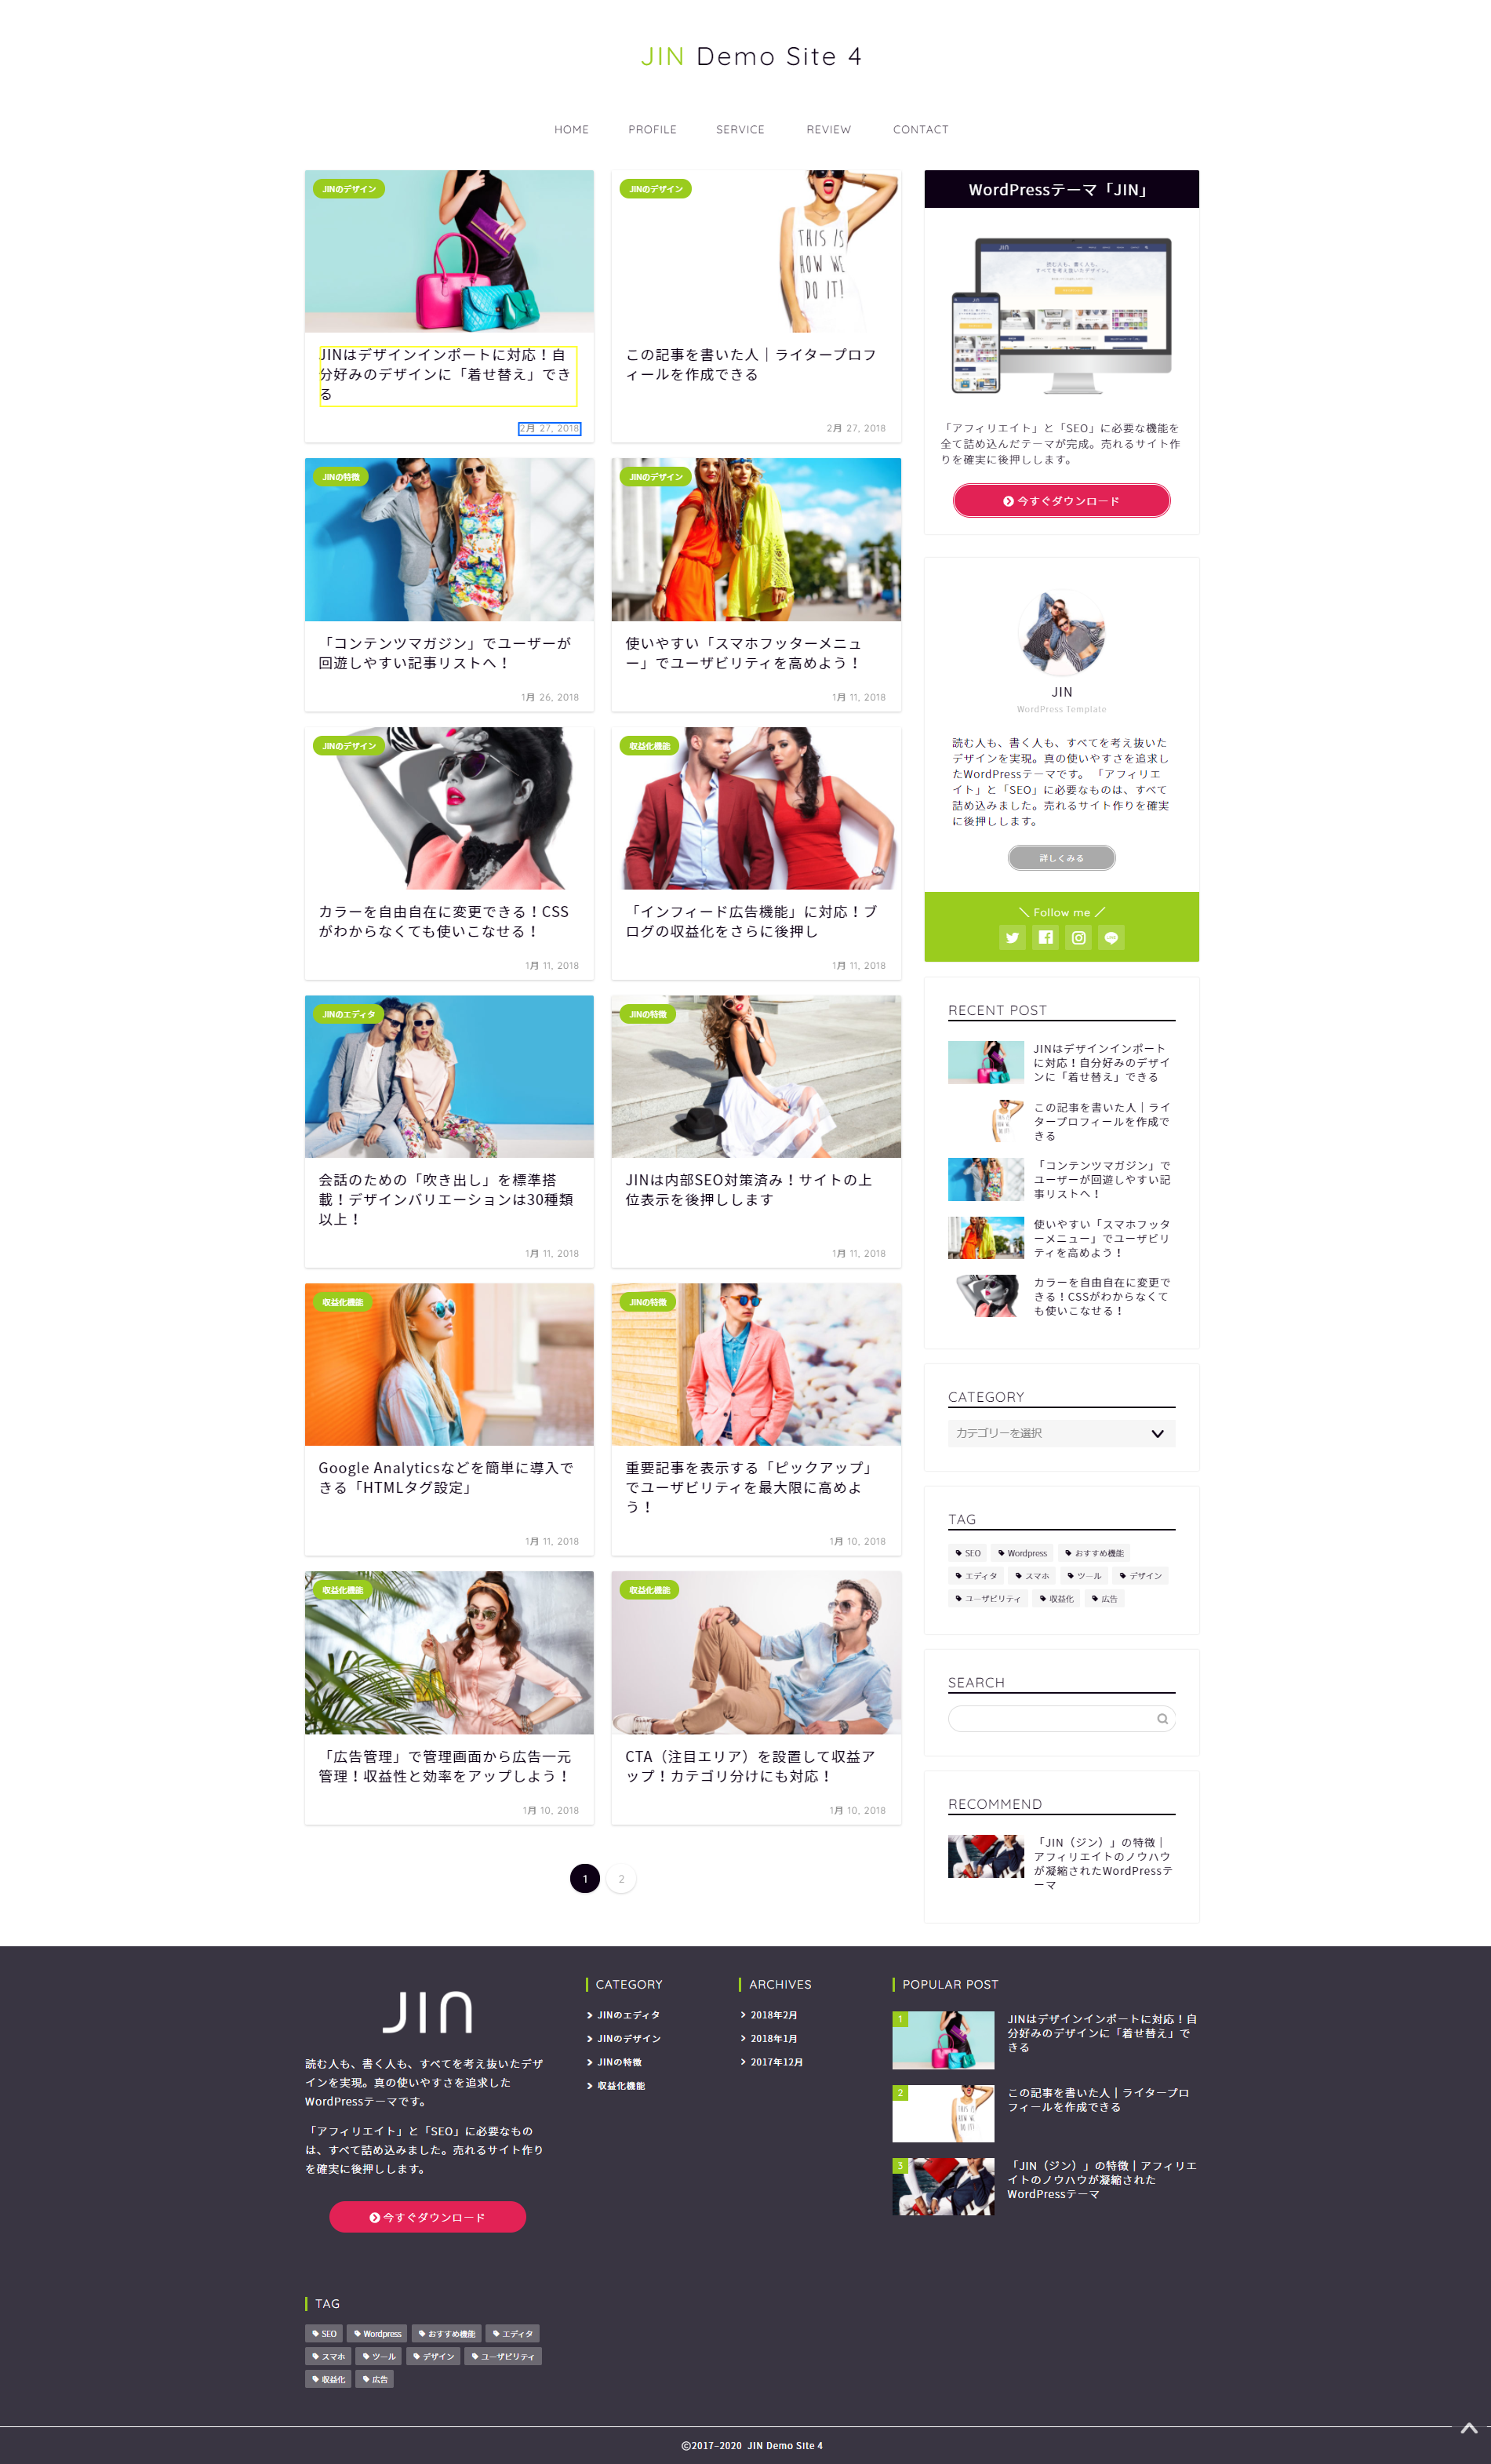 JIN Demo Site 4
HOME
PROFILE
SERVICE
REVIEW
CONTACT
JINのデザイン
JINはデザインインポートに対応！自
分好みのデザインに「着せ替え」でき
る
2月 27, 2018
JINのデザイン
THIS IS
HOW WE
DO IT!
この記事を書いた人｜ライタープロフ
ィールを作成できる
2月 27, 2018
JINの特徴
「コンテンツマガジン」でユーザーが
回遊しやすい記事リストへ！
1月 26, 2018
JINのデザイン
使いやすい「スマホフッターメニュ
ー」でユーザビリティを高めよう！
1月 11, 2018
JINのデザイン
カラーを自由自在に変更できる！CSS
がわからなくても使いこなせる！
1月 11, 2018
収益化機能
「インフィード広告機能」に対応！ブ
ログの収益化をさらに後押し
1月 11, 2018
JINのエディタ
会話のための「吹き出し」を標準搭
載！デザインバリエーションは30種類
以上！
1月 11, 2018
JINの特徴
JINは内部SEO対策済み！サイトの上
位表示を後押しします
1月 11, 2018
収益化機能
Google Analyticsなどを簡単に導入で
きる「HTMLタグ設定」
1月 11, 2018
JINの特徴
重要記事を表示する「ピックアップ」
でユーザビリティを最大限に高めよ
う！
1月 10, 2018
収益化機能
「広告管理」で管理画面から広告一元
管理！収益性と効率をアップしよう！
1月 10, 2018
収益化機能
CTA（注目エリア）を設置して収益ア
ップ！カテゴリ分けにも対応！
1月 10, 2018
1
2
WordPressテーマ「JIN」
JIN
読む人も、書く人も、
すべてを考え抜いたデザイン。
「アフィリエイト」と「SEO」に必要な機能を
全て詰め込んだテーマが完成。売れるサイト作
りを確実に後押しします。
今すぐダウンロード
JIN
WordPress Template
読む人も、書く人も、すべてを考え抜いた
デザインを実現。真の使いやすさを追求し
たWordPressテーマです。「アフィリエ
イト」と「SEO」に必要なものは、すべて
詰め込みました。売れるサイト作りを確実
に後押しします。
詳しくみる
＼ Follow me ／
RECENT POST
JINはデザインインポート
に対応！自分好みのデザイ
ンに「着せ替え」できる
この記事を書いた人｜ライ
タープロフィールを作成で
きる
「コンテンツマガジン」で
ユーザーが回遊しやすい記
事リストへ！
使いやすい「スマホフッタ
ーメニュー」でユーザビリ
ティを高めよう！
カラーを自由自在に変更で
きる！CSSがわからなくて
も使いこなせる！
CATEGORY
カテゴリーを選択
TAG
SEO
Wordpress
おすすめ機能
エディタ
スマホ
ツール
デザイン
ユーザビリティ
収益化
広告
SEARCH
RECOMMEND
「JIN（ジン）」の特徴｜
アフィリエイトのノウハウ
が凝縮されたWordPressテ
ーマ
JIN
読む人も、書く人も、すべてを考え抜いたデザ
インを実現。真の使いやすさを追求した
WordPressテーマです。
「アフィリエイト」と「SEO」に必要なもの
は、すべて詰め込みました。売れるサイト作り
を確実に後押しします。
今すぐダウンロード
TAG
SEO
Wordpress
おすすめ機能
エディタ
スマホ
ツール
デザイン
ユーザビリティ
収益化
広告
CATEGORY
JINのエディタ
JINのデザイン
JINの特徴
収益化機能
ARCHIVES
2018年2月
2018年1月
2017年12月
POPULAR POST
1
JINはデザインインポートに対応！自
分好みのデザインに「着せ替え」で
きる
2
THIS IS
HOW WE
DO IT!
この記事を書いた人｜ライタープロ
フィールを作成できる
3
「JIN（ジン）」の特徴｜アフィリエ
イトのノウハウが凝縮された
WordPressテーマ
©2017–2020 JIN Demo Site 4